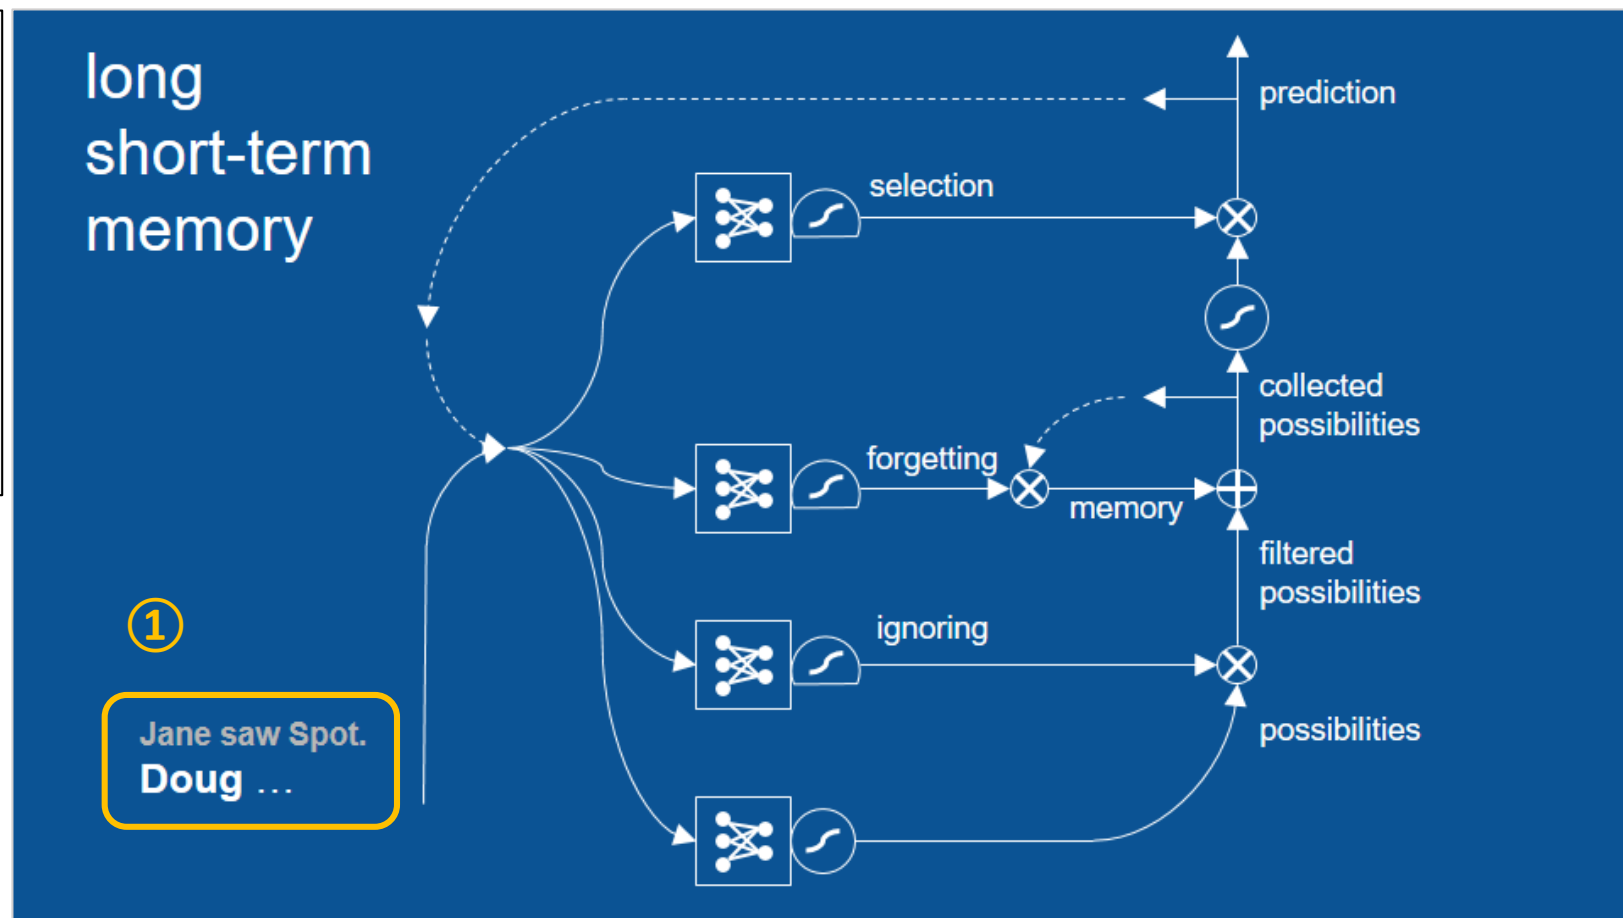 long
short-term
memory
prediction
selection
collected
possibilities
forgetting
memory
filtered
possibilities
①
ignoring
Jane saw Spot.
Doug ...
possibilities